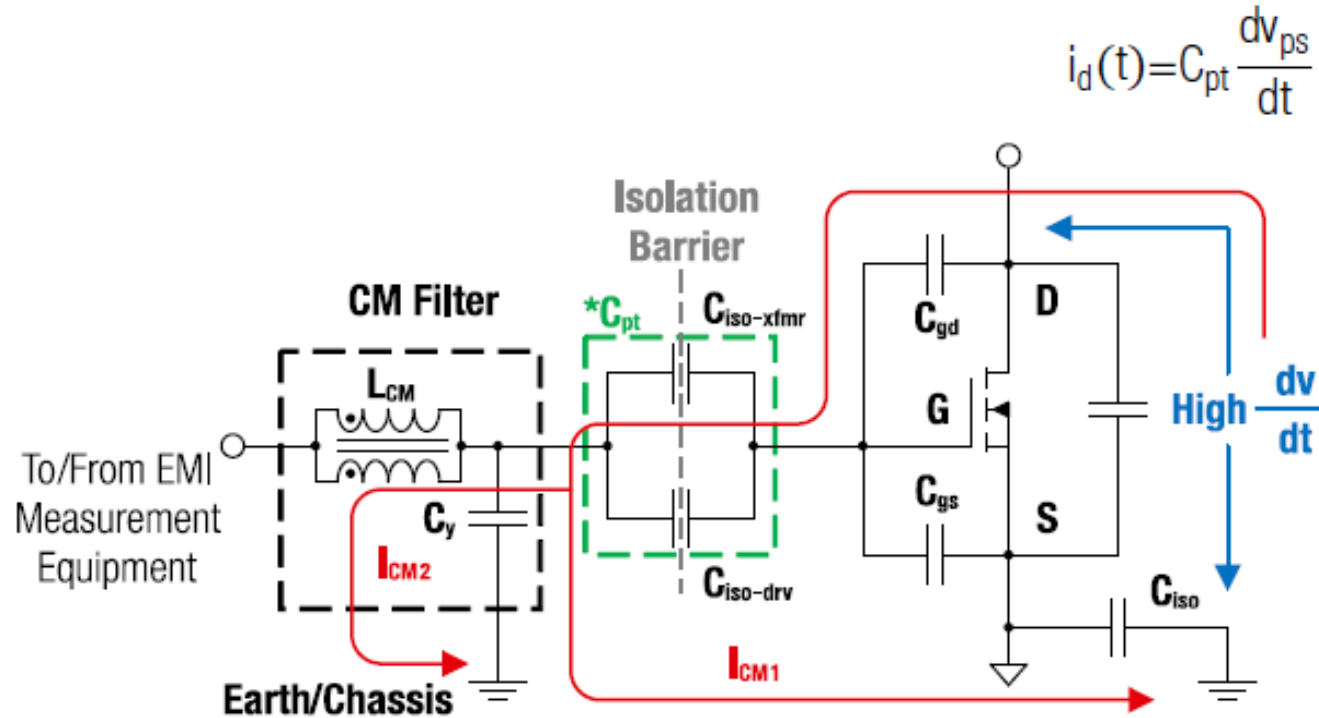 i_d(t)=C_pt dv_ps/dt
Isolation
Barrier
CM Filter
*C_pt
C_iso-xfmr
C_gd
D
L_CM
G
High dv/dt
To/From EMI
Measurement
Equipment
C_y
C_gs
S
I_CM2
C_iso-drv
C_iso
I_CM1
Earth/Chassis